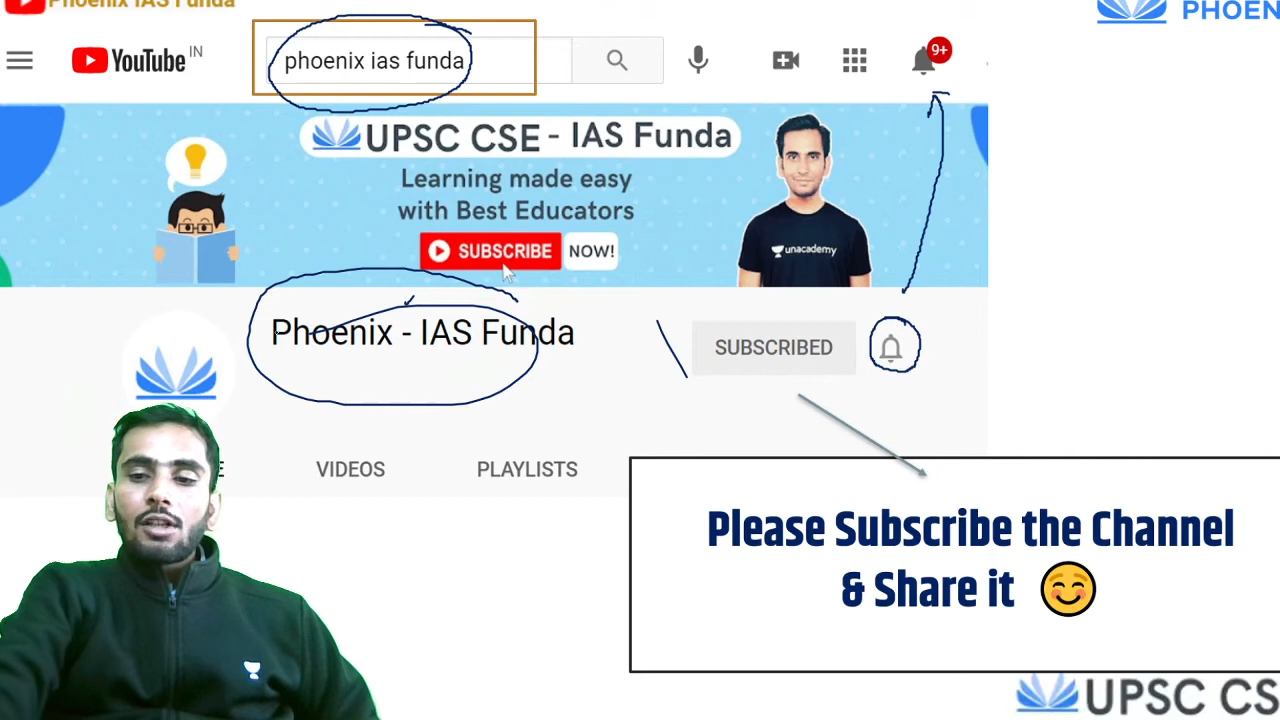 Phoenix IAS Funda
PHOEN
YouTube IN
phoenix ias funda
9+
UPSC CSE - IAS Funda
Learning made easy
with Best Educators
SUBSCRIBE NOW!
unacademy
Phoenix - IAS Funda
SUBSCRIBED
E VIDEOS PLAYLISTS
Please Subscribe the Channel
& Share it
UPSC CS